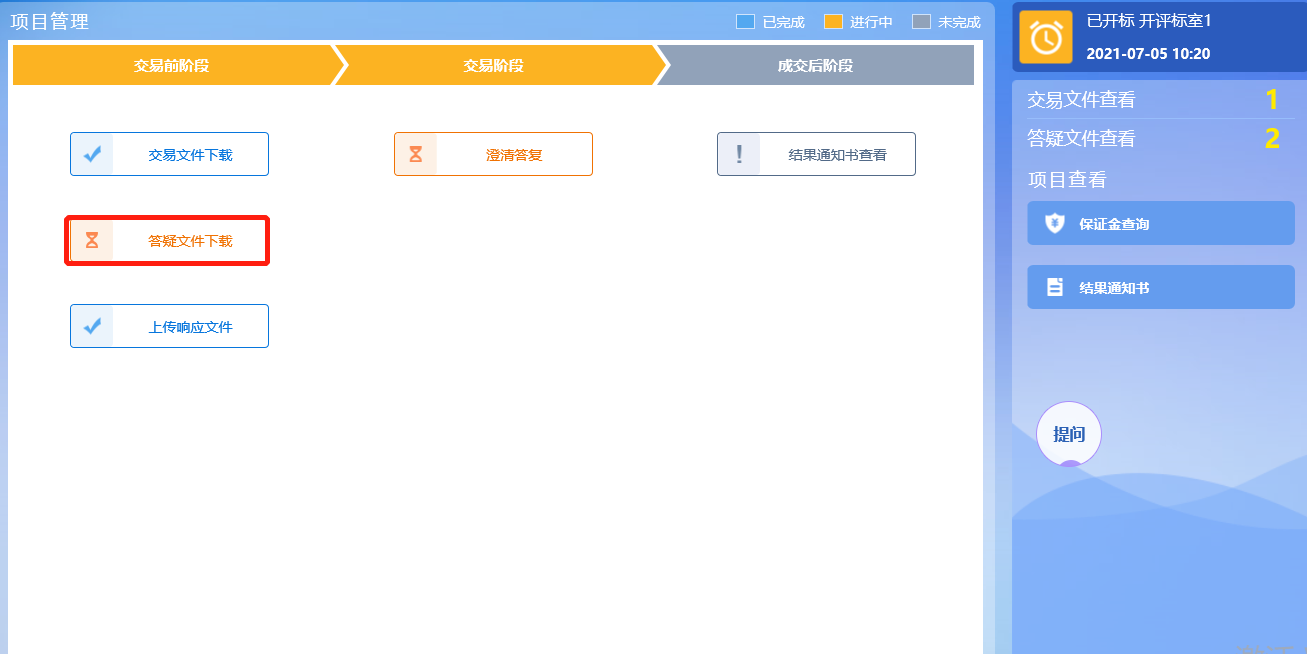 项目管理
已完成 进行中 未完成
交易前阶段 交易阶段 成交后阶段
交易文件下载 澄清答复 结果通知书查看
答疑文件下载
上传响应文件
已开标 开评标室1
2021-07-05 10:20
交易文件查看 1
答疑文件查看 2
项目查看
保证金查询
结果通知书
提问